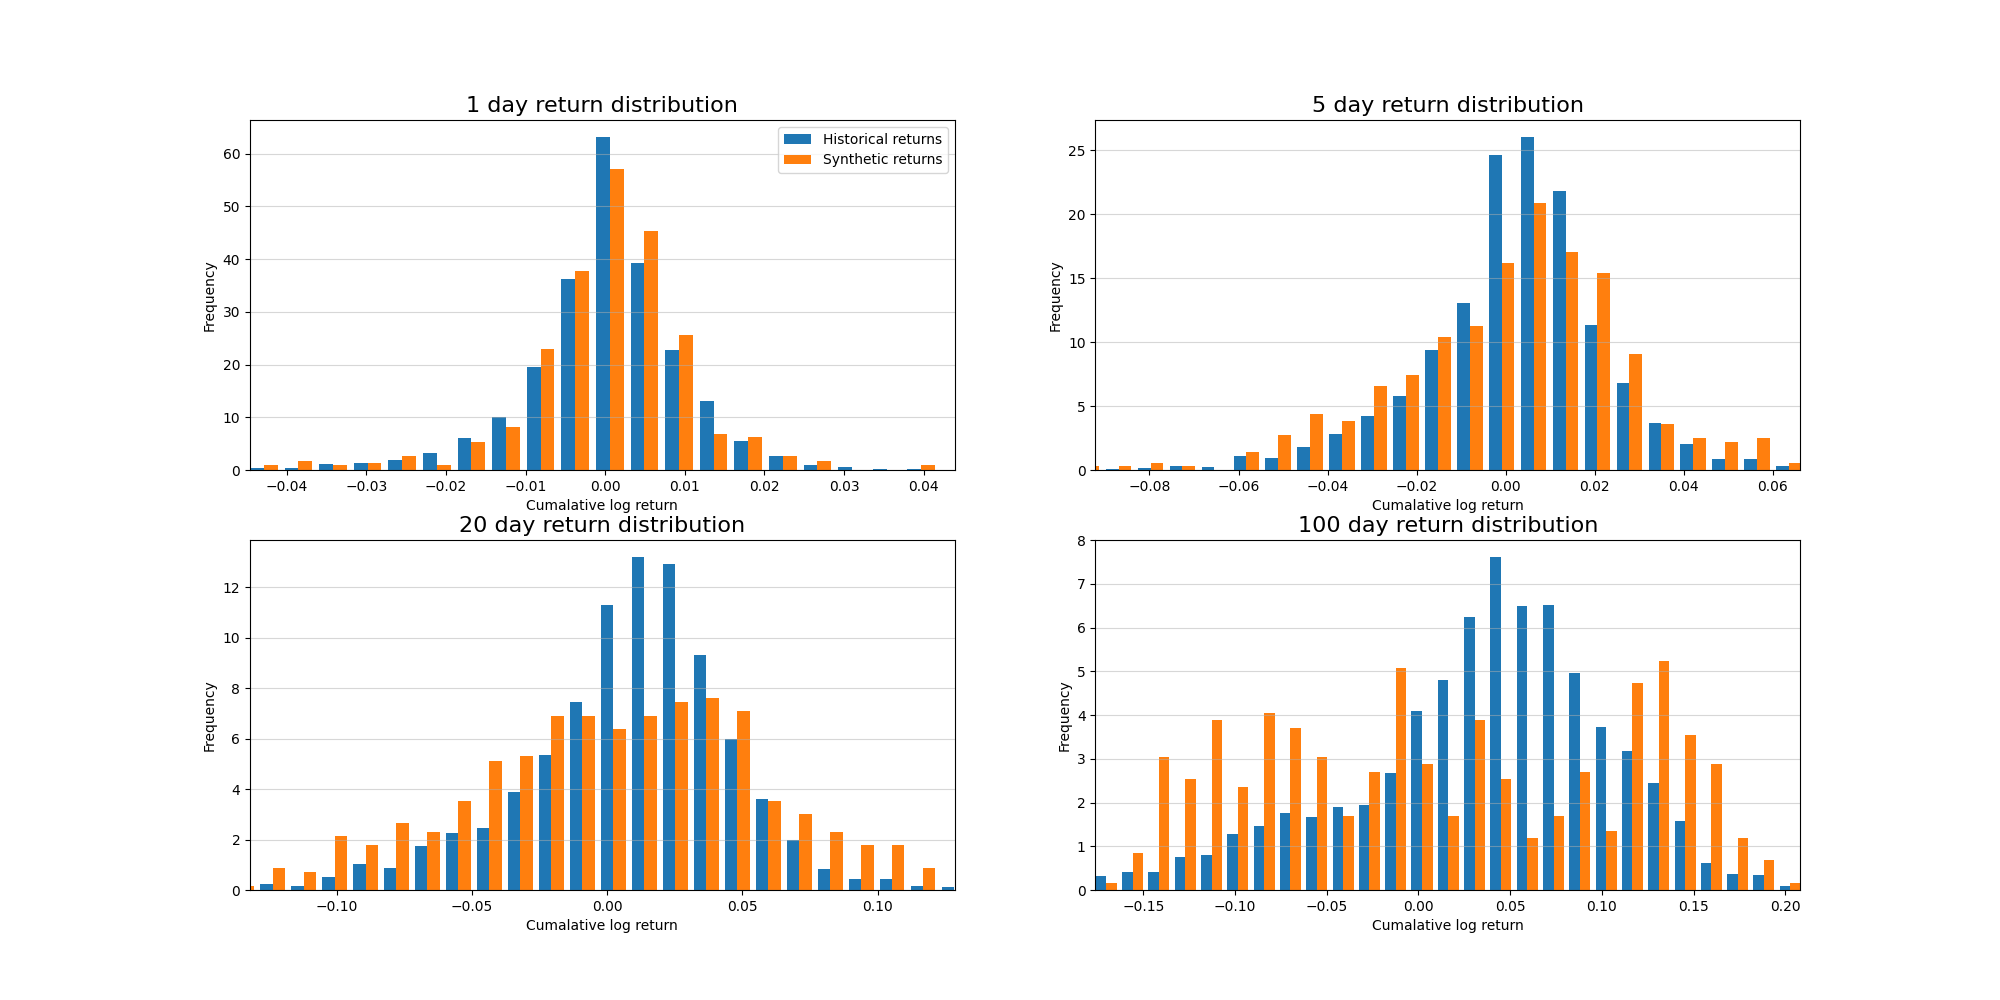 1 day return distribution
Historical returns
Synthetic returns
Frequency
60
50
40
30
20
10
0
−0.04 −0.03 −0.02 −0.01 0.00 0.01 0.02 0.03 0.04
Cumalative log return
5 day return distribution
Frequency
25
20
15
10
5
0
−0.08 −0.06 −0.04 −0.02 0.00 0.02 0.04 0.06
Cumalative log return
20 day return distribution
Frequency
12
10
8
6
4
2
0
−0.10 −0.05 0.00 0.05 0.10
Cumalative log return
100 day return distribution
Frequency
8
7
6
5
4
3
2
1
0
−0.15 −0.10 −0.05 0.00 0.05 0.10 0.15 0.20
Cumalative log return